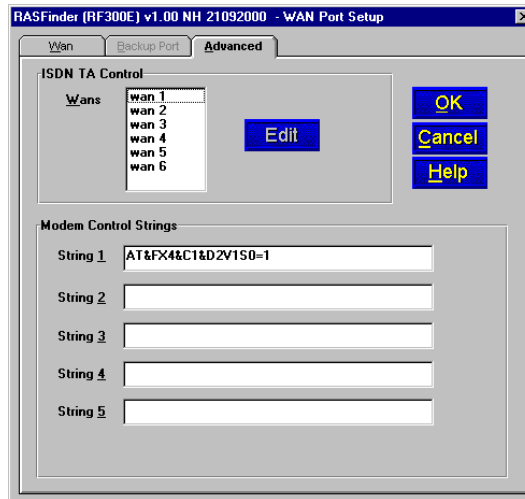 RASFinder (RF300E) v1.00 NH 21092000 - WAN Port Setup
Wan
Backup Port
Advanced
ISDN TA Control
Wans
wan 1
wan 2
wan 3
wan 4
wan 5
wan 6
Edit
OK
Cancel
Help
Modem Control Strings
String 1
AT&FX4&C1&D2V1S0=1
String 2
String 3
String 4
String 5